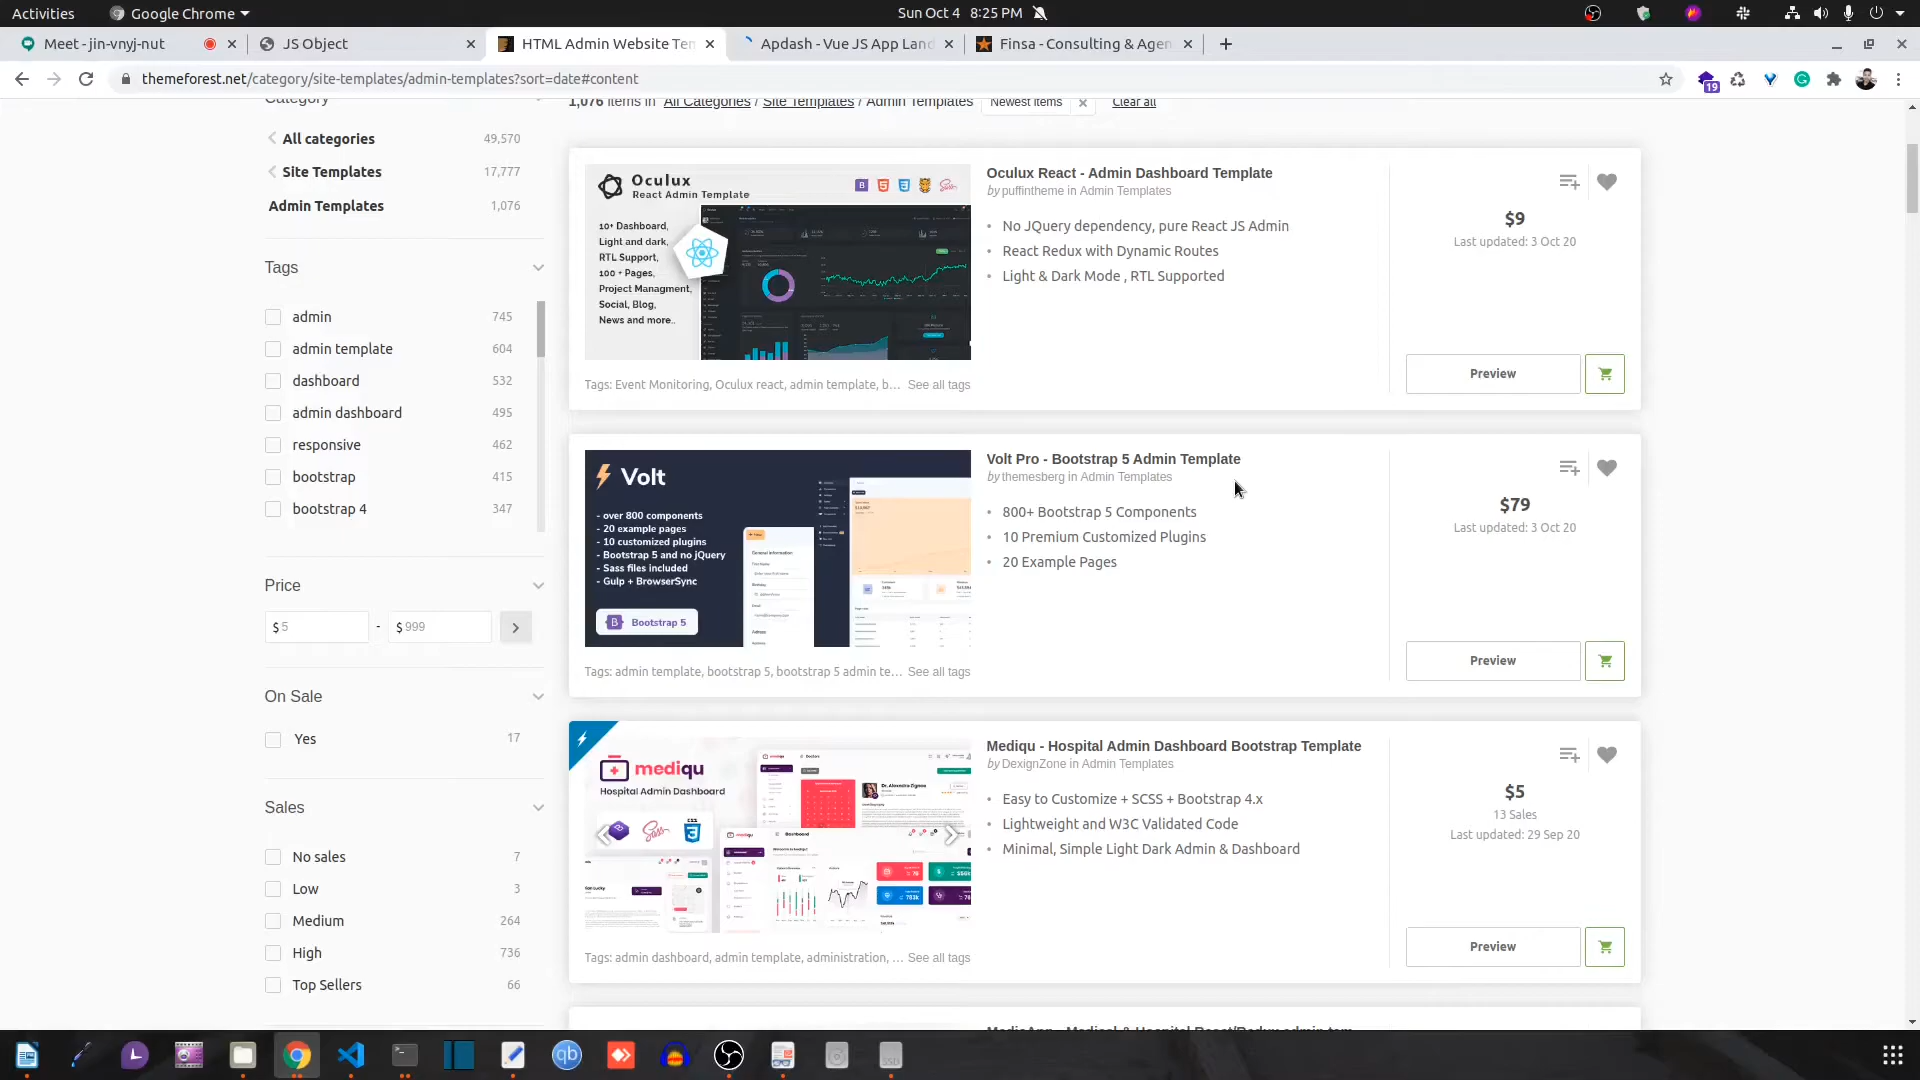 Activities
Google Chrome
Sun Oct 4 8:25 PM
Meet - jin-vnyj-nut
JS Object
HTML Admin Website Ten
Apdash - Vue JS App Land
Finsa - Consulting & Agen
themeforest.net/category/site-templates/admin-templates?sort=date#content
19
Category
All categories 49,570
Site Templates 17,777
Admin Templates 1,076
Tags
admin 745
admin template 604
dashboard 532
admin dashboard 495
responsive 462
bootstrap 415
bootstrap 4 347
Price
$ 5 - $ 999
On Sale
Yes 17
Sales
No sales 7
Low 3
Medium 264
High 736
Top Sellers 66
1,076 items in All Categories / Site Templates / Admin Templates
Newest items
Clear all
Oculux
React Admin Template
10+ Dashboard,
Light and dark,
RTL Support,
100 + Pages,
Project Managment,
Social, Blog,
News and more..
Tags: Event Monitoring, Oculux react, admin template, b... See all tags
Oculux React - Admin Dashboard Template
by puffintheme in Admin Templates
• No JQuery dependency, pure React JS Admin
• React Redux with Dynamic Routes
• Light & Dark Mode , RTL Supported
$9
Last updated: 3 Oct 20
Preview
Volt
- over 800 components
- 20 example pages
- 10 customized plugins
- Bootstrap 5 and no jQuery
- Sass files included
- Gulp + BrowserSync
B Bootstrap 5
General information
Tags: admin template, bootstrap 5, bootstrap 5 admin te... See all tags
Volt Pro - Bootstrap 5 Admin Template
by themesberg in Admin Templates
• 800+ Bootstrap 5 Components
• 10 Premium Customized Plugins
• 20 Example Pages
$79
Last updated: 3 Oct 20
Preview
mediqu
Hospital Admin Dashboard
Sass
Tags: admin dashboard, admin template, administration, ... See all tags
Mediqu - Hospital Admin Dashboard Bootstrap Template
by DexignZone in Admin Templates
• Easy to Customize + SCSS + Bootstrap 4.x
• Lightweight and W3C Validated Code
• Minimal, Simple Light Dark Admin & Dashboard
$5
13 Sales
Last updated: 29 Sep 20
Preview
qb